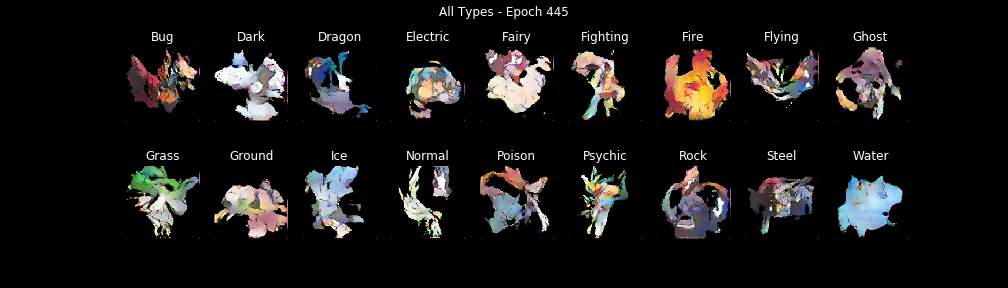 All Types - Epoch 445
Bug Dark Dragon Electric Fairy Fighting Fire Flying Ghost
Grass Ground Ice Normal Poison Psychic Rock Steel Water